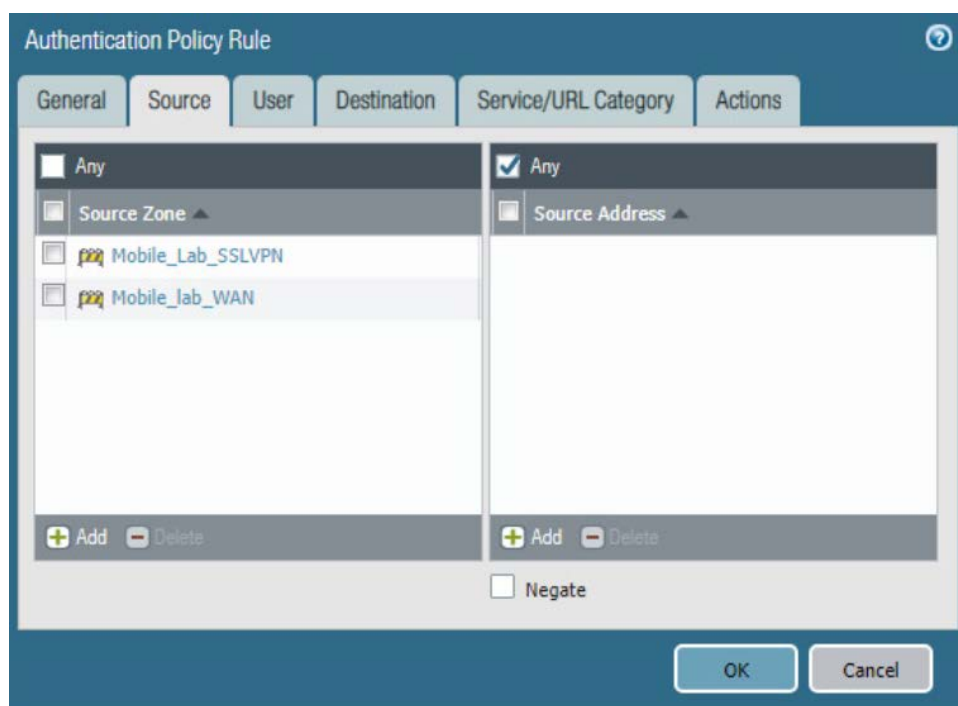 Authentication Policy Rule
General Source User Destination Service/URL Category Actions
Any Any
Source Zone Source Address
Mobile_Lab_SSLVPN
Mobile_lab_WAN
Add Delete Add Delete
Negate
OK Cancel